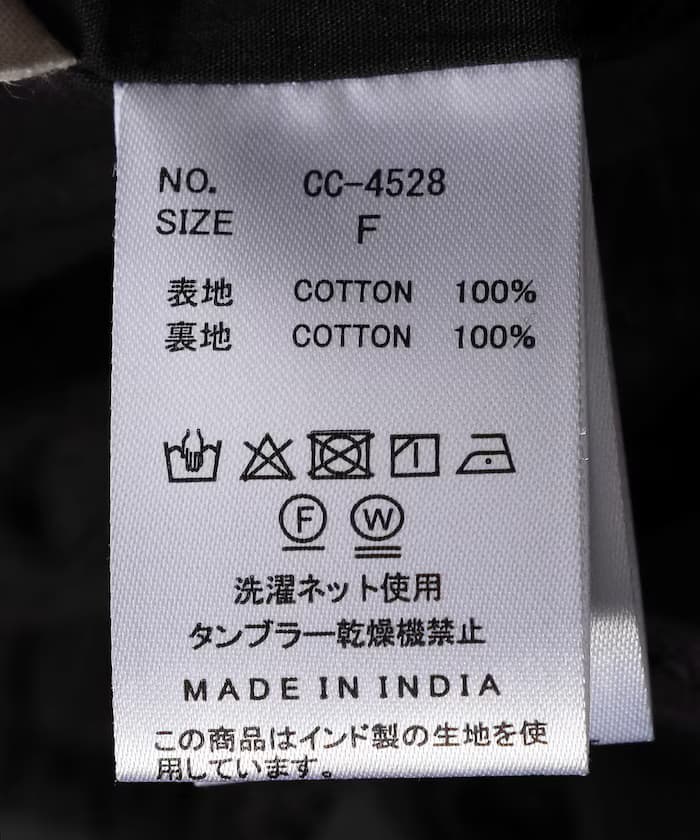 NO. CC-4528
SIZE F
表地 COTTON 100%
裏地 COTTON 100%
F W
洗濯ネット使用
タンブラー乾燥機禁止
MADE IN INDIA
この商品はインド製の生地を使
用しています。